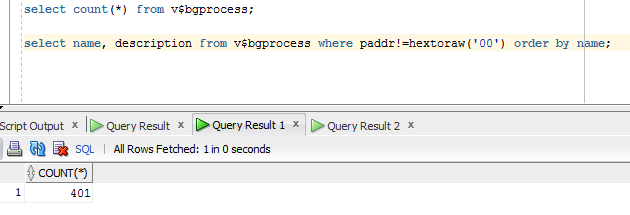 select count(*) from v$bgprocess;
select name, description from v$bgprocess where paddr!=hextoraw('00') order by name;
Script Output x Query Result x Query Result 1 x Query Result 2 x
SQL | All Rows Fetched: 1 in 0 seconds
COUNT(*)
1 401